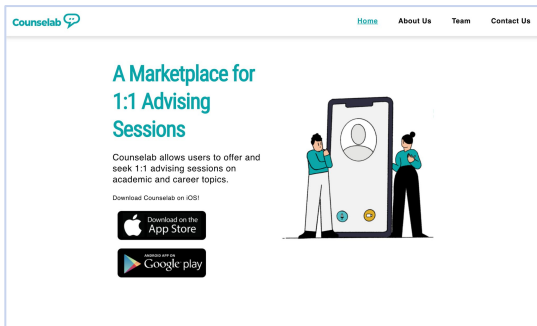 Counselab
Home About Us Team Contact Us
A Marketplace for
1:1 Advising
Sessions
Counselab allows users to offer and
seek 1:1 advising sessions on
academic and career topics.
Download Counselab on iOS!
Download on the
App Store
ANDROID APP ON
Google play